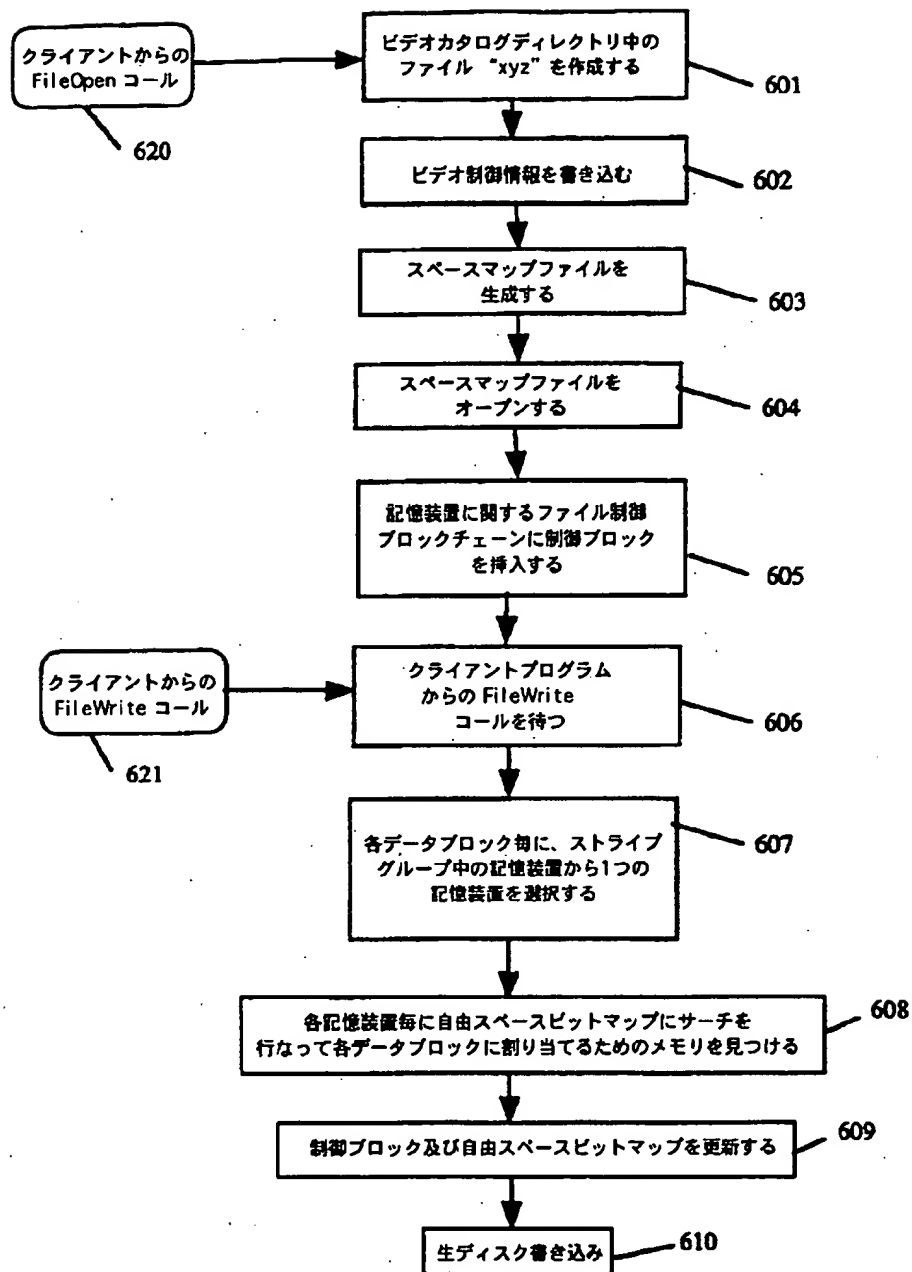 クライアントからの
FileOpen コール
620
ビデオカタログディレクトリ中の
ファイル “xyz” を作成する
601
ビデオ制御情報を書き込む
602
スペースマップファイルを
生成する
603
スペースマップファイルを
オープンする
604
記憶装置に関するファイル制御
ブロックチェーンに制御ブロック
を挿入する
605
クライアントからの
FileWrite コール
621
クライアントプログラム
からの FileWrite
コールを待つ
606
各データブロック毎に、ストライプ
グループ中の記憶装置から1つの
記憶装置を選択する
607
各記憶装置毎に自由スペースビットマップにサーチを
行なって各データブロックに割り当てるためのメモリを見つける
608
制御ブロック及び自由スペースビットマップを更新する
609
生ディスク書き込み
610